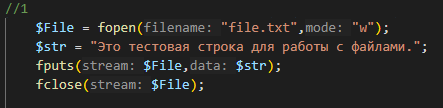 //1
$File = fopen(filename: "file.txt",mode: "w");
$str = "Это тестовая строка для работы с файлами.";
fputs(stream: $File,data: $str);
fclose(stream: $File);